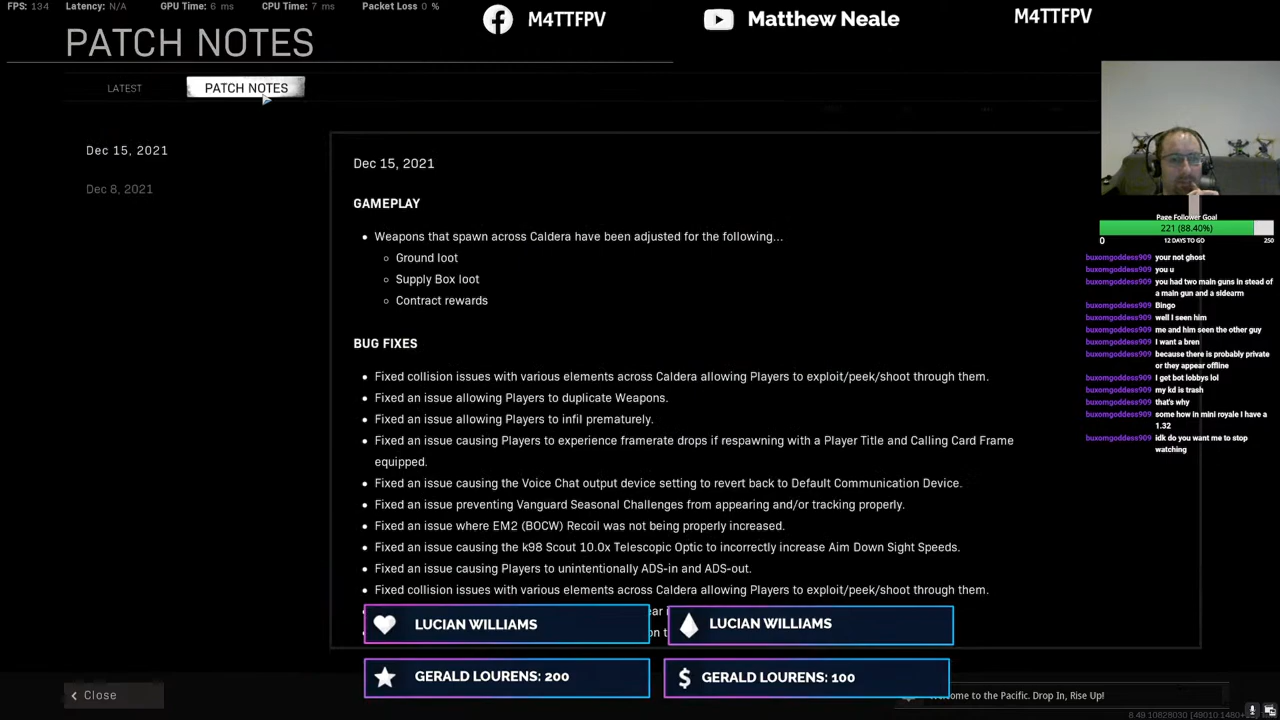 FPS: 134 Latency: N/A GPU Time: 6 ms CPU Time: 7 ms Packet Loss 0 %
M4TTFPV
Matthew Neale
M4TTFPV
PATCH NOTES
LATEST
PATCH NOTES
Dec 15, 2021
Dec 8, 2021
Dec 15, 2021
GAMEPLAY
Weapons that spawn across Caldera have been adjusted for the following...
Ground loot
Supply Box loot
Contract rewards
BUG FIXES
Fixed collision issues with various elements across Caldera allowing Players to exploit/peek/shoot through them.
Fixed an issue allowing Players to duplicate Weapons.
Fixed an issue allowing Players to infil prematurely.
Fixed an issue causing Players to experience framerate drops if respawning with a Player Title and Calling Card Frame
equipped.
Fixed an issue causing the Voice Chat output device setting to revert back to Default Communication Device.
Fixed an issue preventing Vanguard Seasonal Challenges from appearing and/or tracking properly.
Fixed an issue where EM2 (BOCW) Recoil was not being properly increased.
Fixed an issue causing the k98 Scout 10.0x Telescopic Optic to incorrectly increase Aim Down Sight Speeds.
Fixed an issue causing Players to unintentionally ADS-in and ADS-out.
Fixed collision issues with various elements across Caldera allowing Players to exploit/peek/shoot through them.
LUCIAN WILLIAMS
LUCIAN WILLIAMS
GERALD LOURENS: 200
GERALD LOURENS: 100
Close
Welcome to the Pacific. Drop In, Rise Up!
Page Follower Goal
221 (88.40%)
0 12 DAYS TO GO 250
buxomgoddess909 your not ghost
buxomgoddess909 you u
buxomgoddess909 you had two main guns in stead of
a main gun and a sidearm
buxomgoddess909 Bingo
buxomgoddess909 well I seen him
buxomgoddess909 me and him seen the other guy
buxomgoddess909 I want a bren
buxomgoddess909 because there is probably private
or they appear offline
buxomgoddess909 I get bot lobbys lol
buxomgoddess909 my kd is trash
buxomgoddess909 that's why
buxomgoddess909 some how in mini royale I have a
1.32
buxomgoddess909 idk do you want me to stop
watching